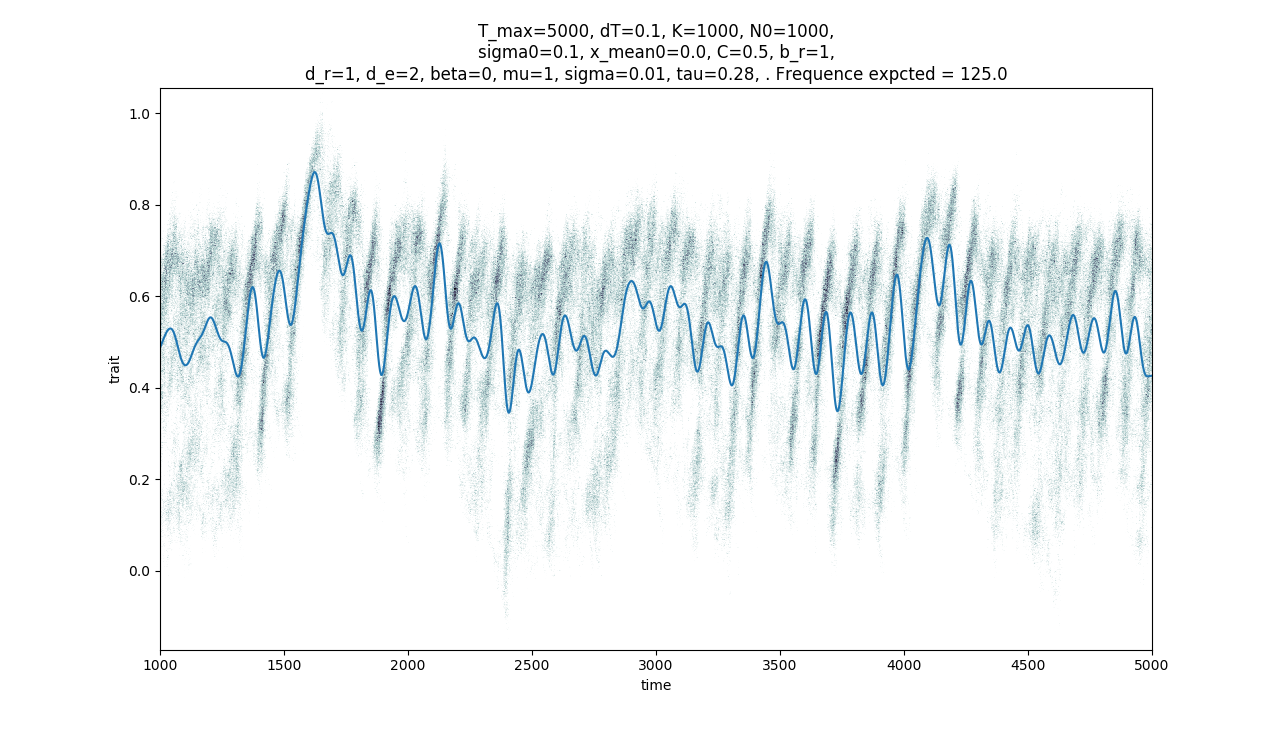 T_max=5000, dT=0.1, K=1000, N0=1000,
sigma0=0.1, x_mean0=0.0, C=0.5, b_r=1,
d_r=1, d_e=2, beta=0, mu=1, sigma=0.01, tau=0.28, . Frequence expcted = 125.0
1.0
0.8
0.6
0.4
0.2
0.0
trait
1000 1500 2000 2500 3000 3500 4000 4500 5000
time